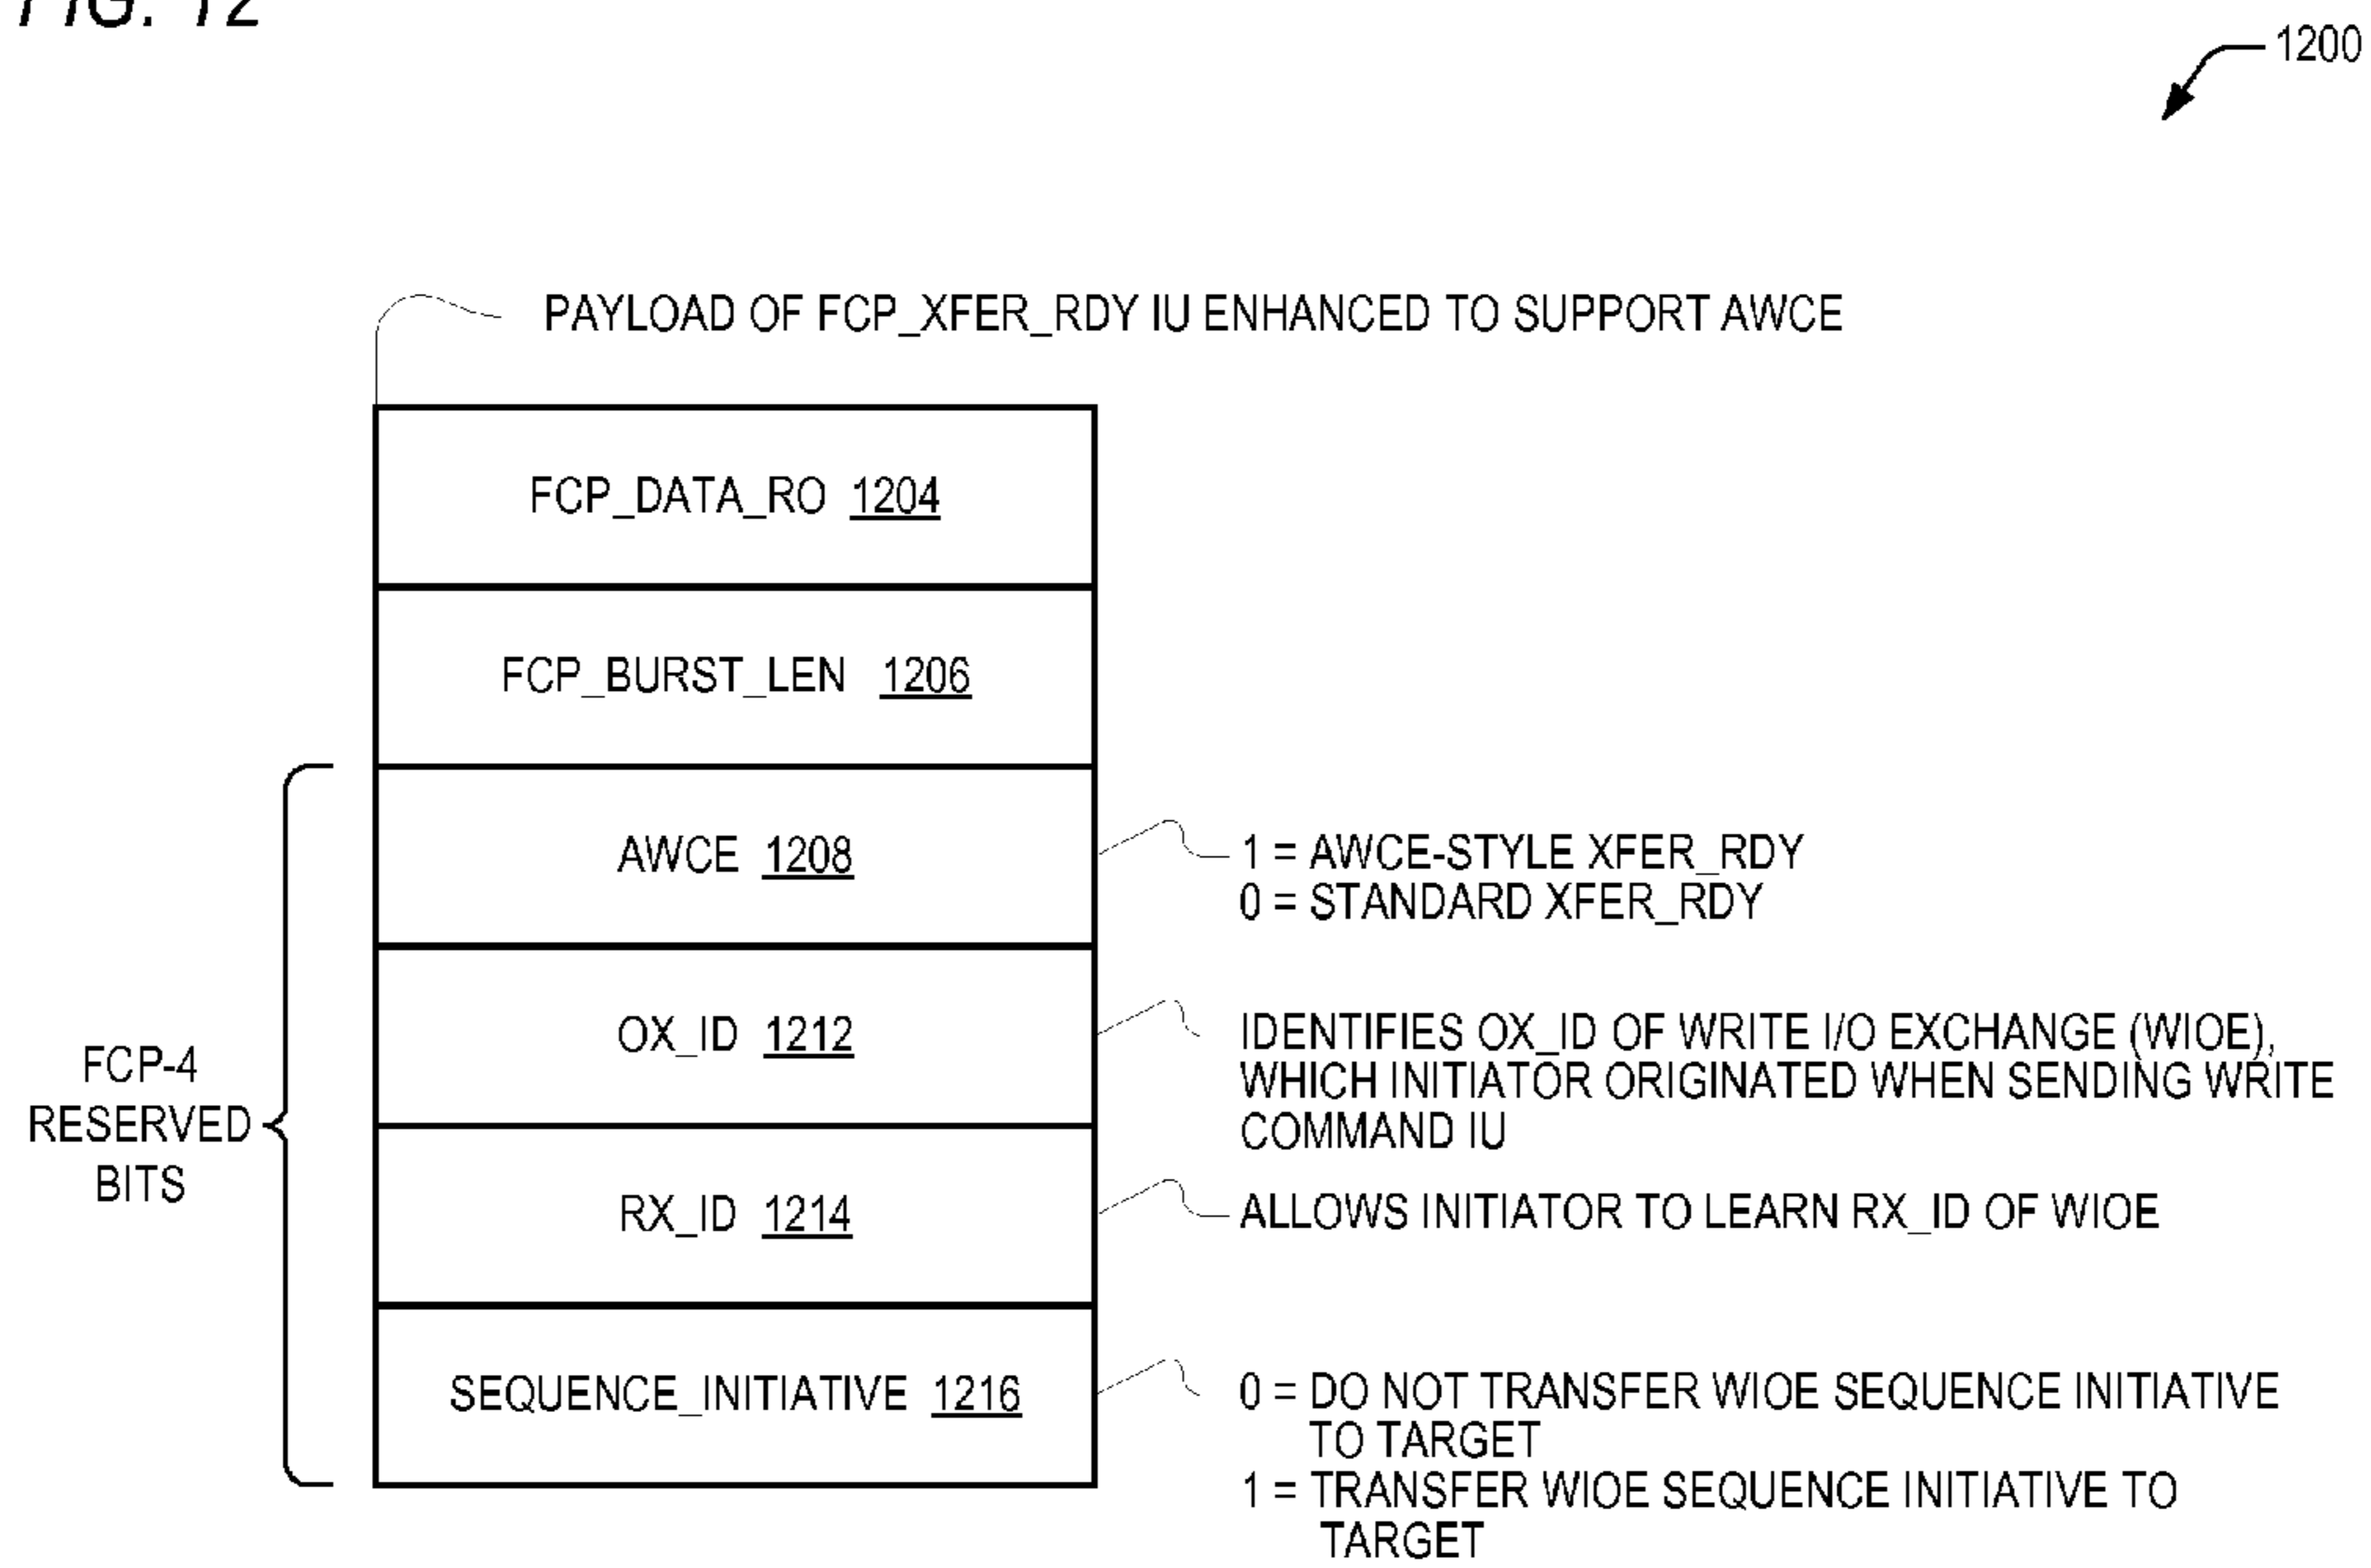 FIG. 12
1200
PAYLOAD OF FCP_XFER_RDY IU ENHANCED TO SUPPORT AWCE
FCP_DATA_RO 1204
FCP_BURST_LEN 1206
AWCE 1208
1 = AWCE-STYLE XFER_RDY
0 = STANDARD XFER_RDY
OX_ID 1212
IDENTIFIES OX_ID OF WRITE I/O EXCHANGE (WIOE),
WHICH INITIATOR ORIGINATED WHEN SENDING WRITE
COMMAND IU
FCP-4
RESERVED
BITS
RX_ID 1214
ALLOWS INITIATOR TO LEARN RX_ID OF WIOE
SEQUENCE_INITIATIVE 1216
0 = DO NOT TRANSFER WIOE SEQUENCE INITIATIVE
TO TARGET
1 = TRANSFER WIOE SEQUENCE INITIATIVE TO
TARGET